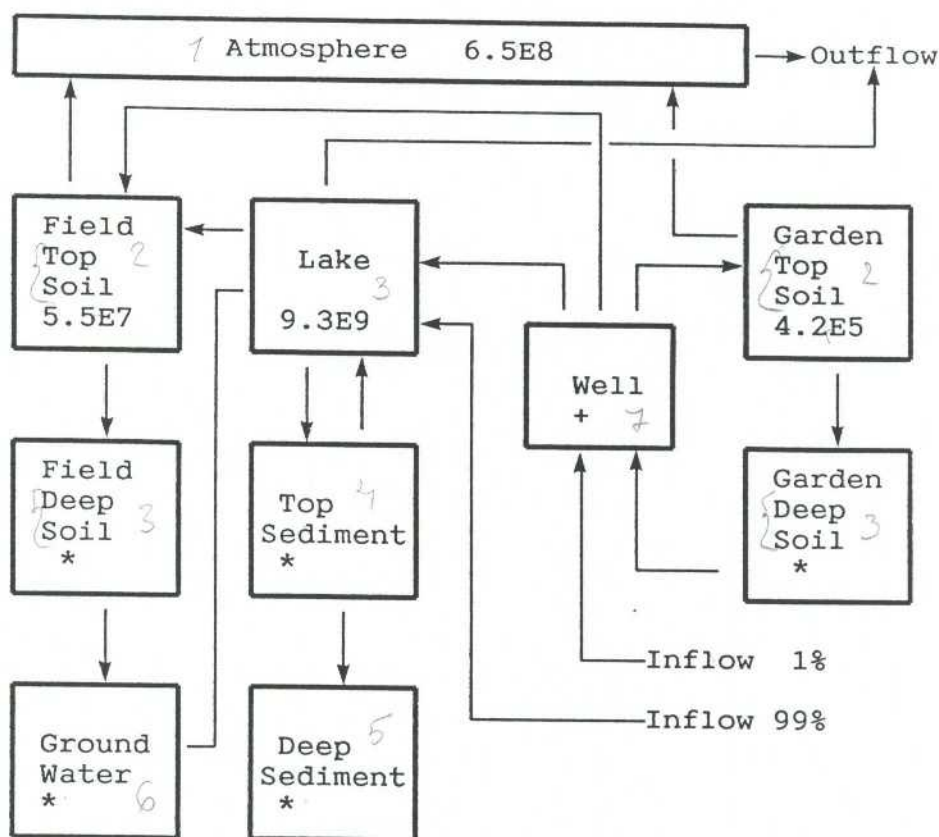 1 Atmosphere 6.5E8
Outflow
Field
Top 2
Soil
5.5E7
Lake
3
9.3E9
Garden
Top 2
Soil
4.2E5
Well
+ 7
Field
Deep
Soil 3
*
Top 4
Sediment
*
Garden
Deep
Soil 3
*
Inflow 1%
Inflow 99%
Ground
Water
* 6
Deep 5
Sediment
*